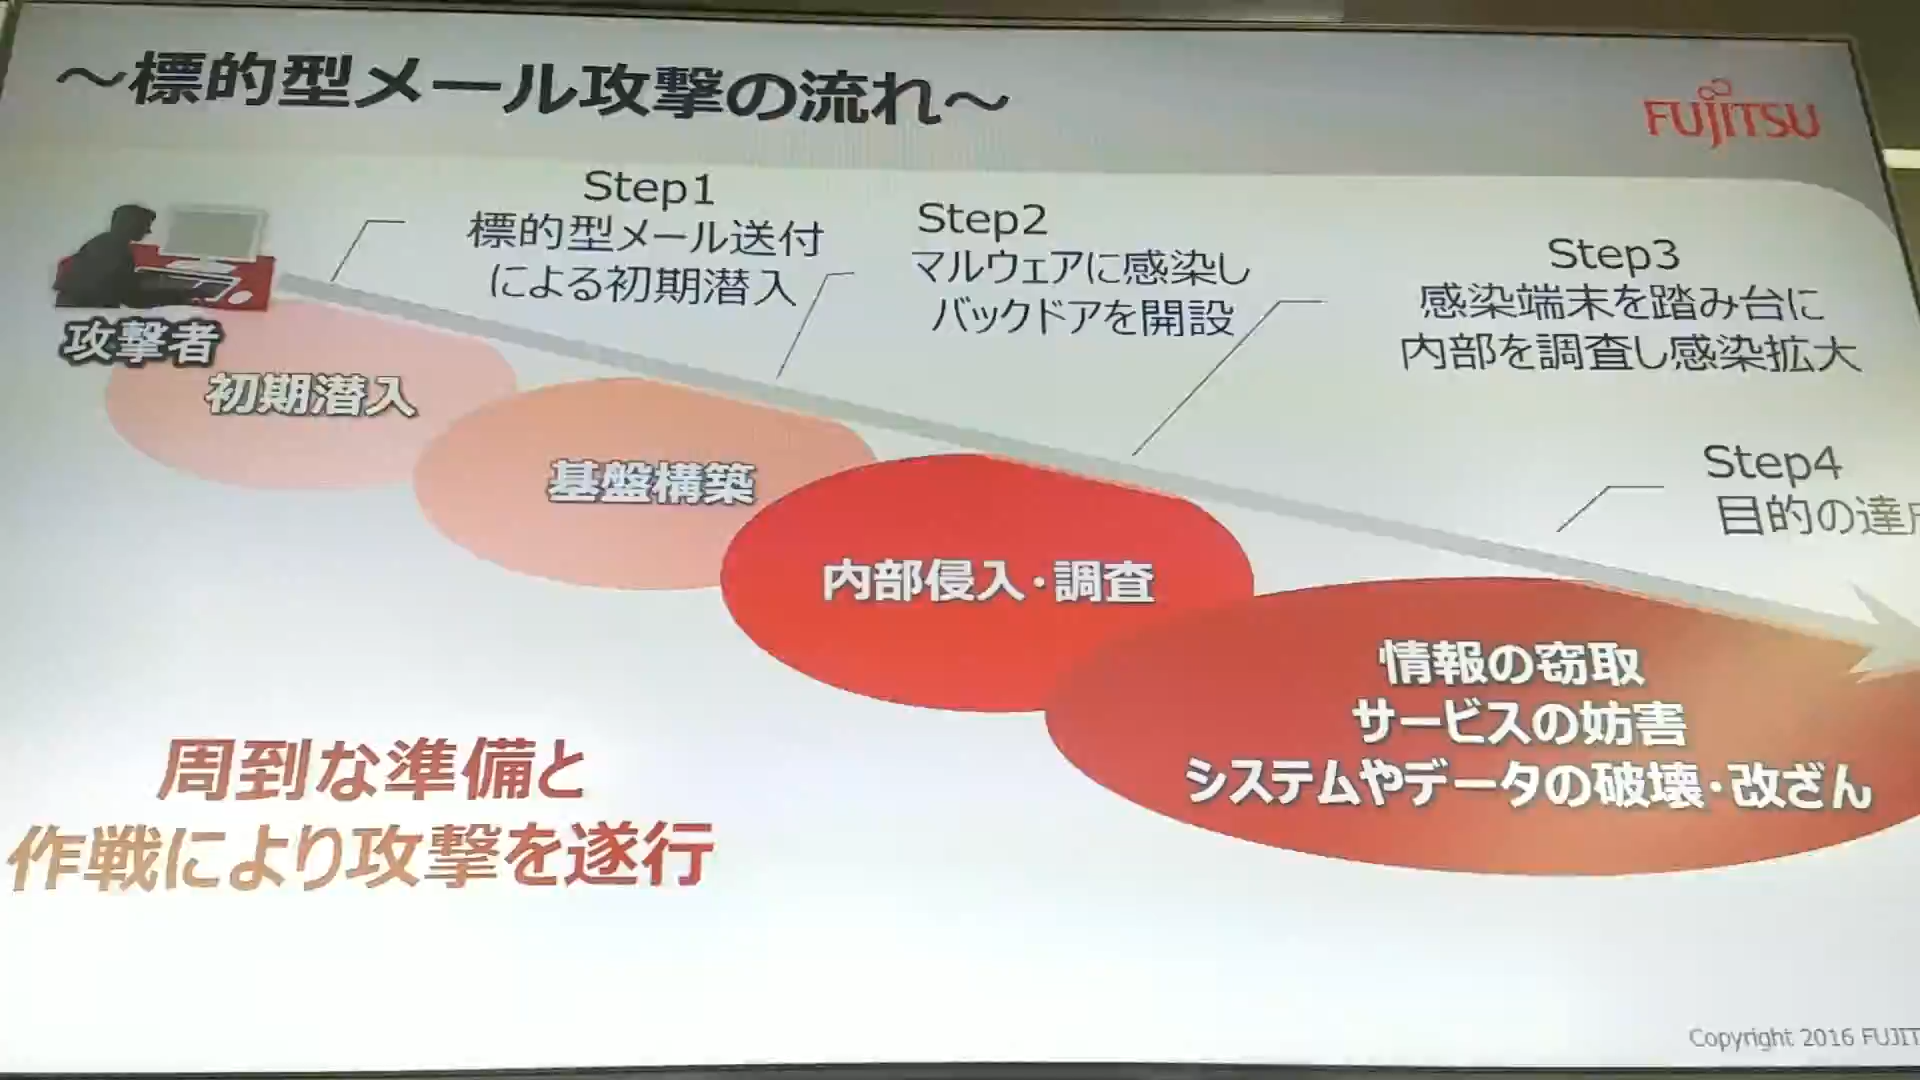 ～標的型メール攻撃の流れ～
FUJITSU
Step1
標的型メール送付
による初期潜入
Step2
マルウェアに感染し
バックドアを開設
Step3
感染端末を踏み台に
内部を調査し感染拡大
Step4
目的の達
攻撃者
初期潜入
基盤構築
内部侵入・調査
情報の窃取
サービスの妨害
システムやデータの破壊・改ざん
周到な準備と
作戦により攻撃を遂行
Copyright 2016